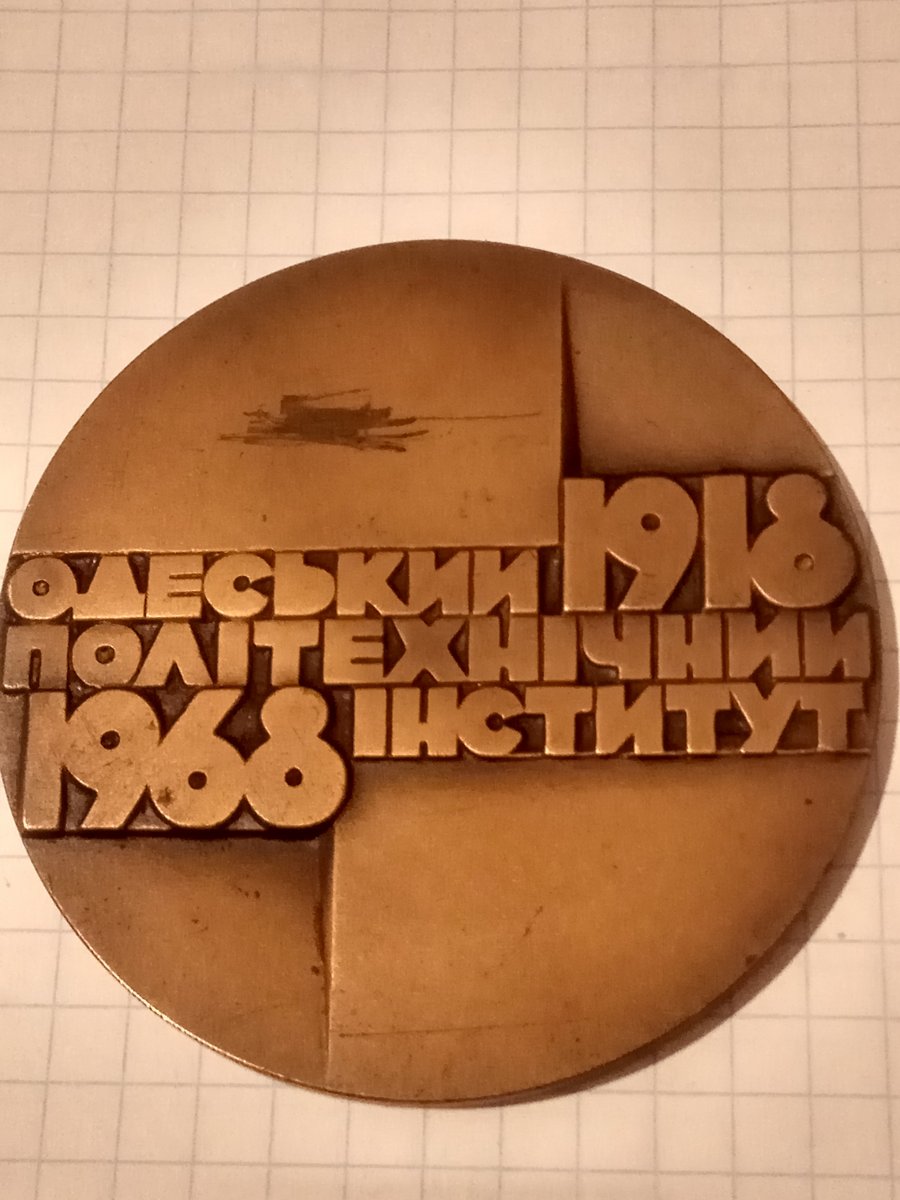 1918
ОДЕСЬКИЙ
ПОЛІТЕХНІЧНИЙ
ІНСТИТУТ
1968